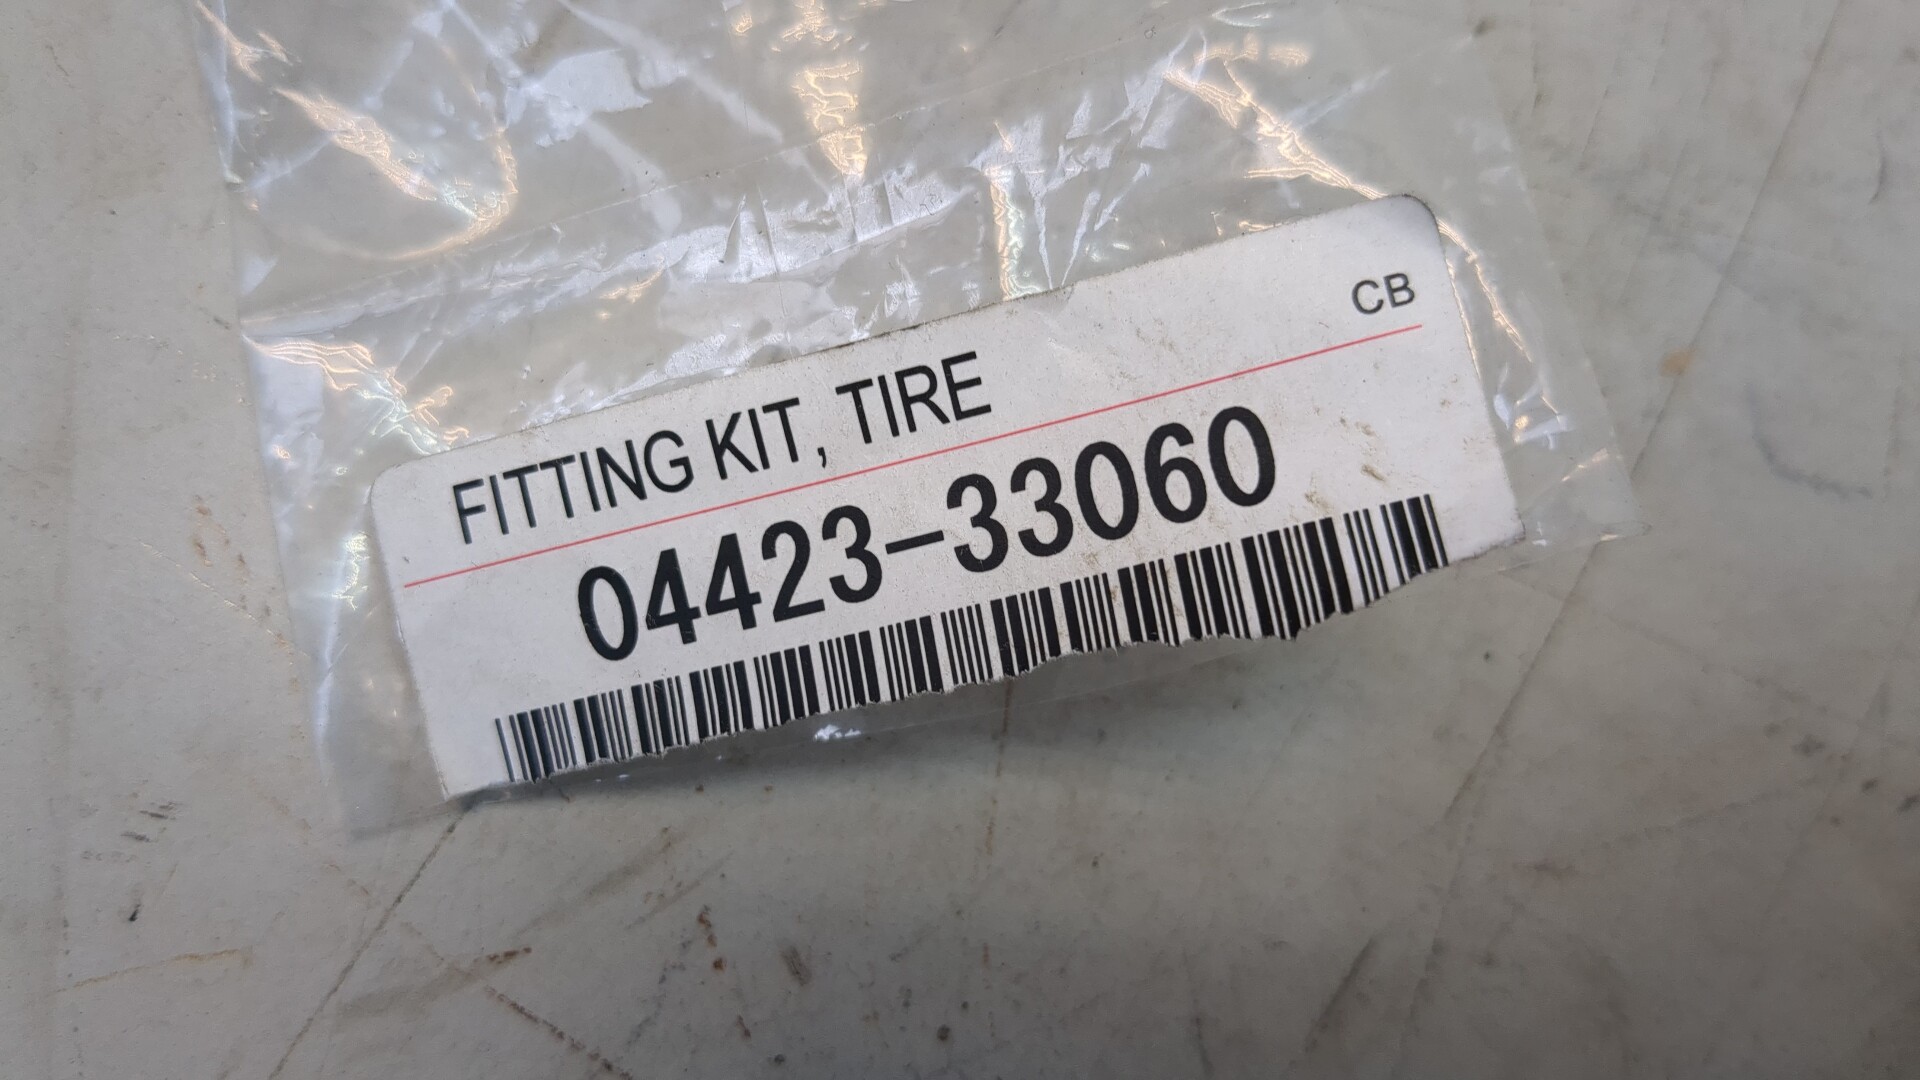 CB
FITTING KIT, TIRE
04423-33060